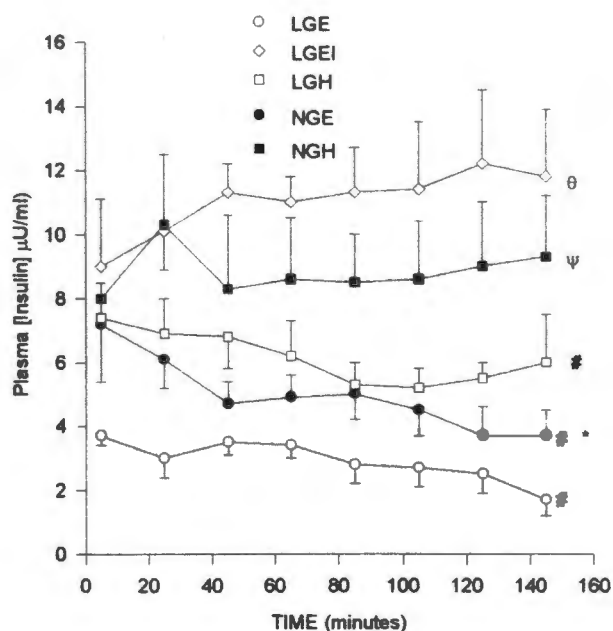 LGE
LGEI
LGH
NGE
NGH
Plasma [Insulin] µU/ml
16
14
12
10
8
6
4
2
0
θ
ψ
#
# *
#
0 20 40 60 80 100 120 140 160
TIME (minutes)